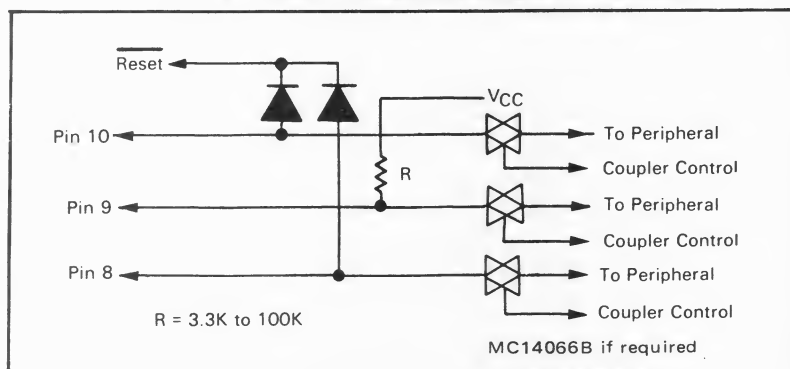 Reset
VCC
Pin 10
To Peripheral
Coupler Control
R
Pin 9
To Peripheral
Coupler Control
Pin 8
To Peripheral
Coupler Control
R = 3.3K to 100K
MC14066B if required